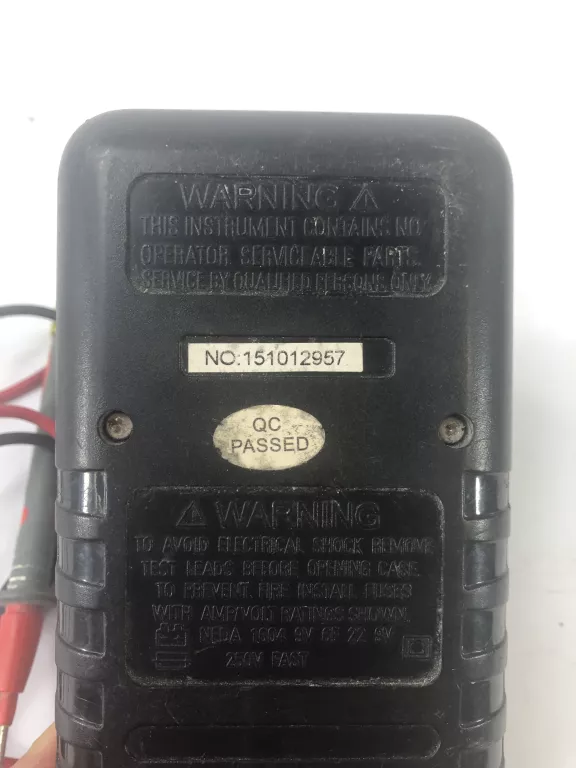 WARNING ⚠
THIS INSTRUMENT CONTAINS NO
OPERATOR SERVICIABLE PARTS.
SERVICE BY QUALIFIED PERSONS ONLY.
NO:151012957
QC
PASSED
⚠ WARNING
TO AVOID ELECTRICAL SHOCK REMOVE
TEST LEADS BEFORE OPENING CASE
TO PREVENT FIRE INSTALL FUSES
WITH AMP/VOLT RATINGS SHOWN.
NEDA 1604 9V 6F 22 9V
250V FAST